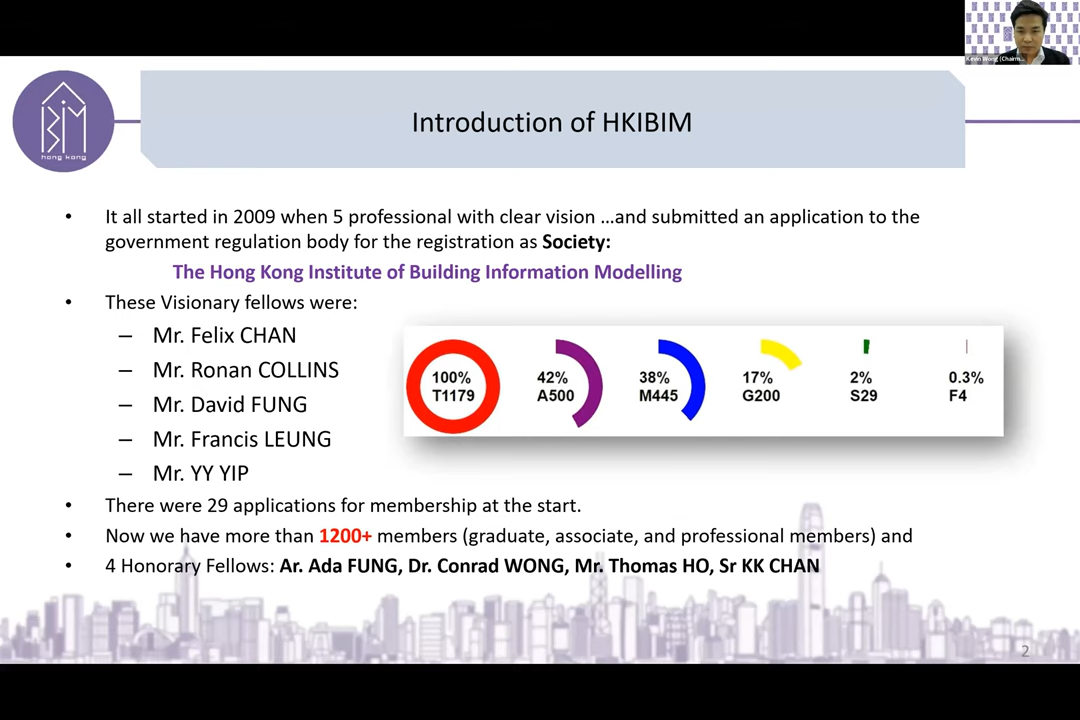 Kevin Wong (Chairm...
BIM
hong kong
Introduction of HKIBIM
• It all started in 2009 when 5 professional with clear vision …and submitted an application to the
government regulation body for the registration as Society:
The Hong Kong Institute of Building Information Modelling
• These Visionary fellows were:
– Mr. Felix CHAN
– Mr. Ronan COLLINS
– Mr. David FUNG
– Mr. Francis LEUNG
– Mr. YY YIP
100%
T1179
42%
A500
38%
M445
17%
G200
2%
S29
0.3%
F4
• There were 29 applications for membership at the start.
• Now we have more than 1200+ members (graduate, associate, and professional members) and
• 4 Honorary Fellows: Ar. Ada FUNG, Dr. Conrad WONG, Mr. Thomas HO, Sr KK CHAN
2